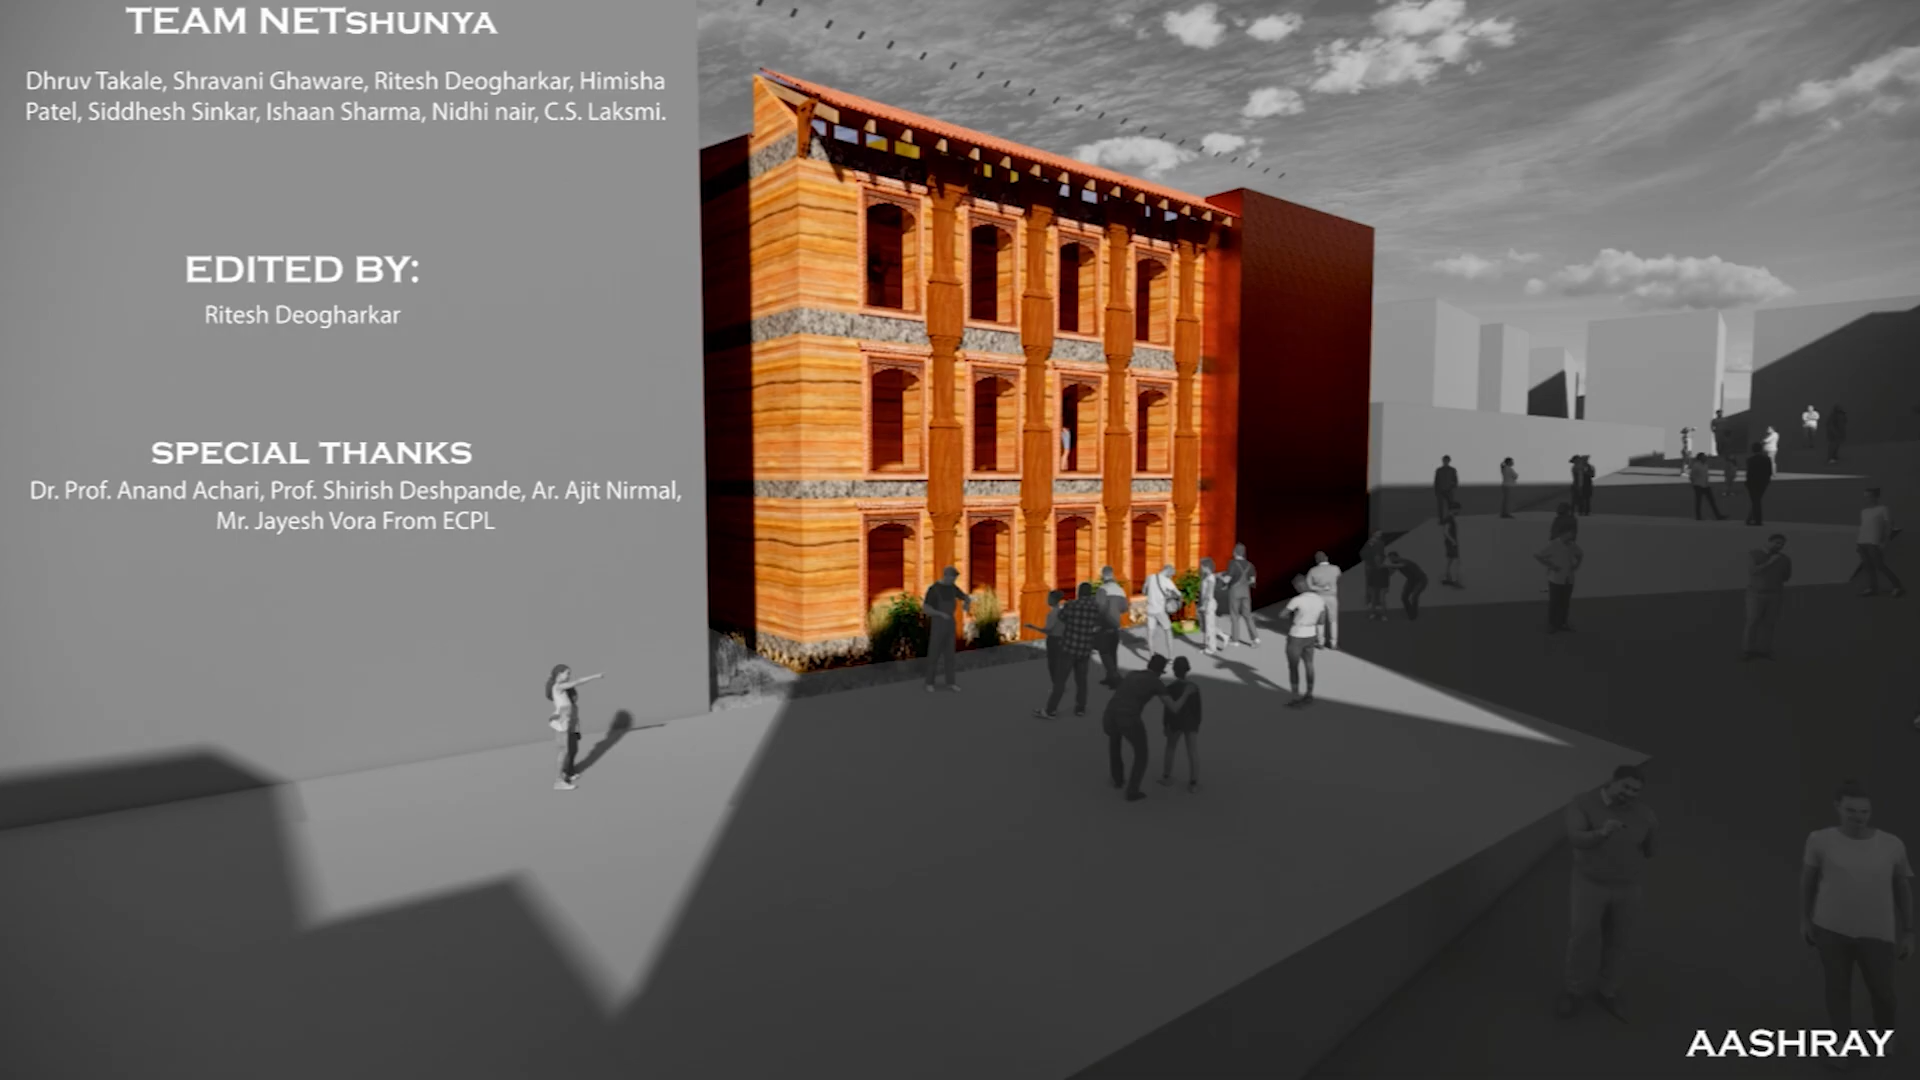 TEAM NETSHUNYA
Dhruv Takale, Shravani Ghaware, Ritesh Deogharkar, Himisha
Patel, Siddhesh Sinkar, Ishaan Sharma, Nidhi nair, C.S. Laksmi.
EDITED BY:
Ritesh Deogharkar
SPECIAL THANKS
Dr. Prof. Anand Achari, Prof. Shirish Deshpande, Ar. Ajit Nirmal,
Mr. Jayesh Vora From ECPL
AASHRAY